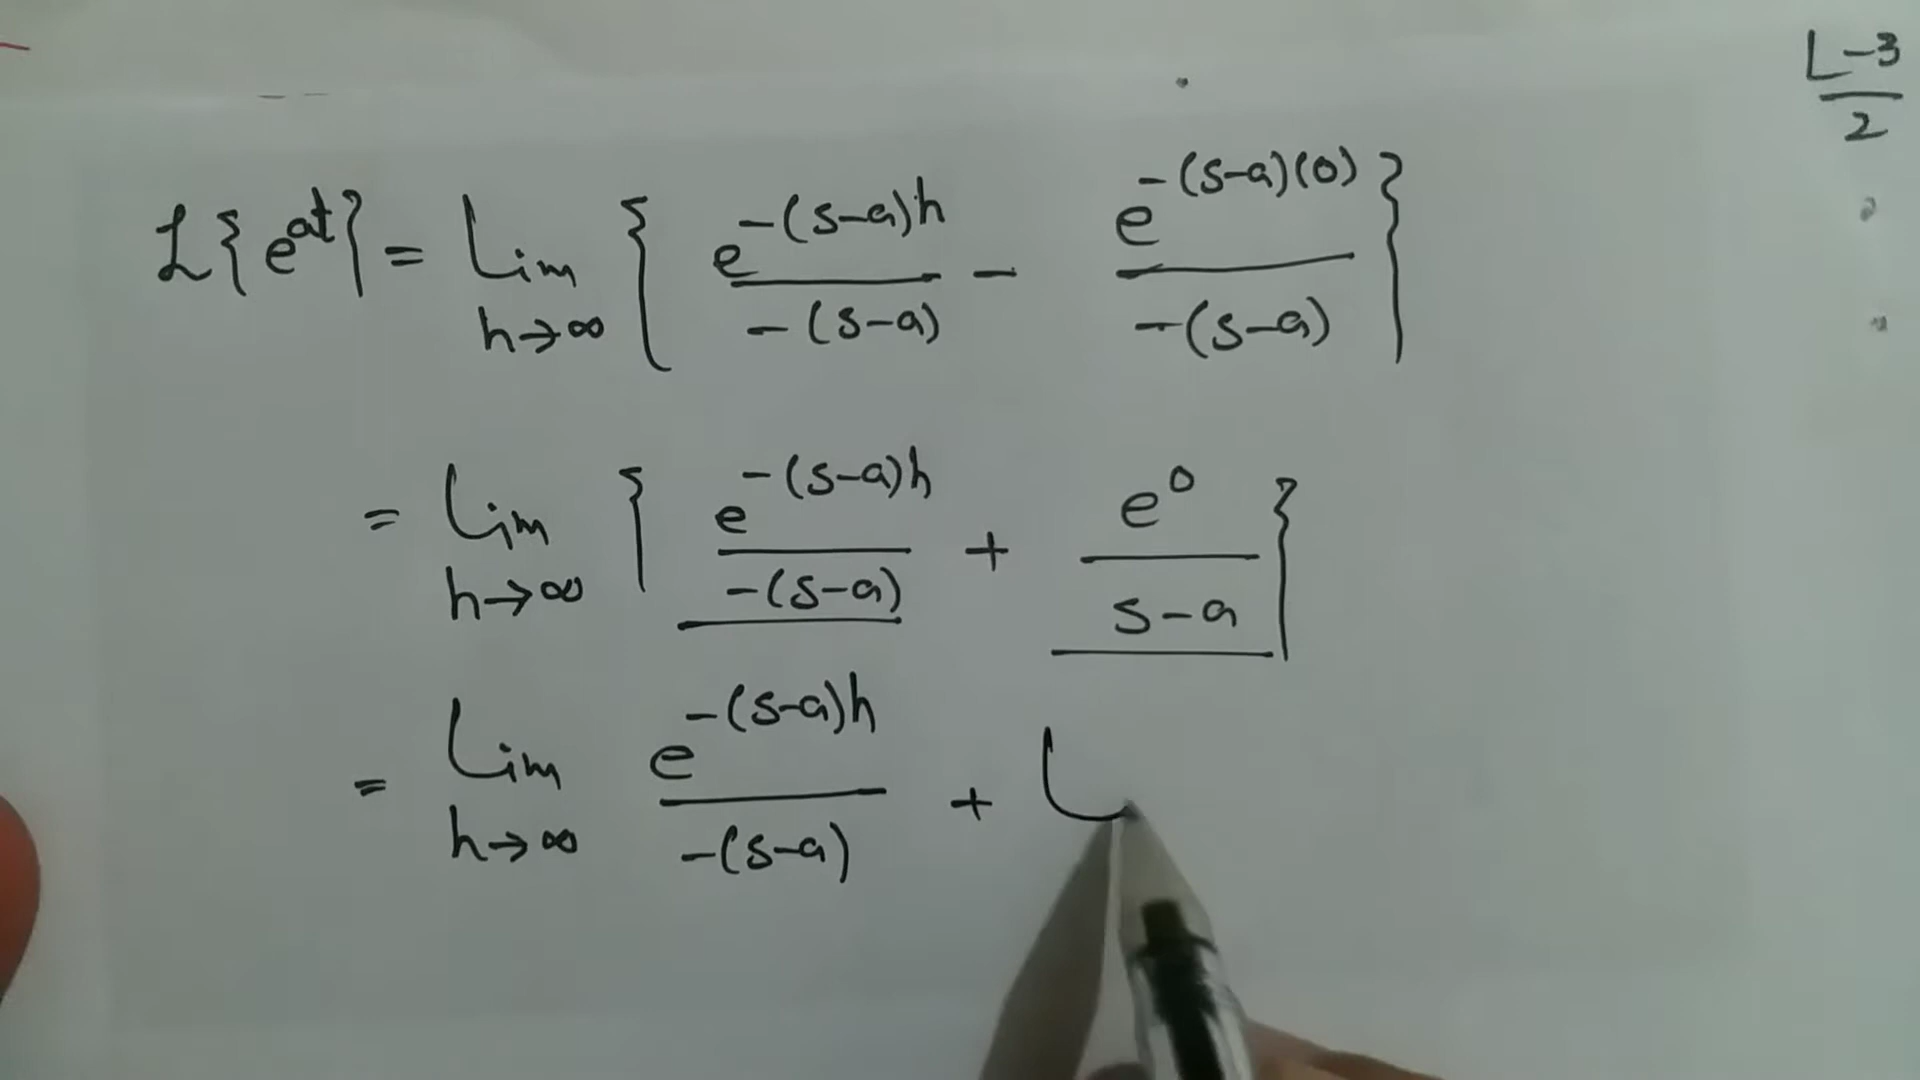 L-3
2
ℒ{e^{at}} = Lim_{h→∞} { e^{-(s-a)h} / -(s-a) - e^{-(s-a)(0)} / -(s-a) }
= Lim_{h→∞} { e^{-(s-a)h} / -(s-a) + e^0 / s-a }
= Lim_{h→∞} e^{-(s-a)h} / -(s-a) + L